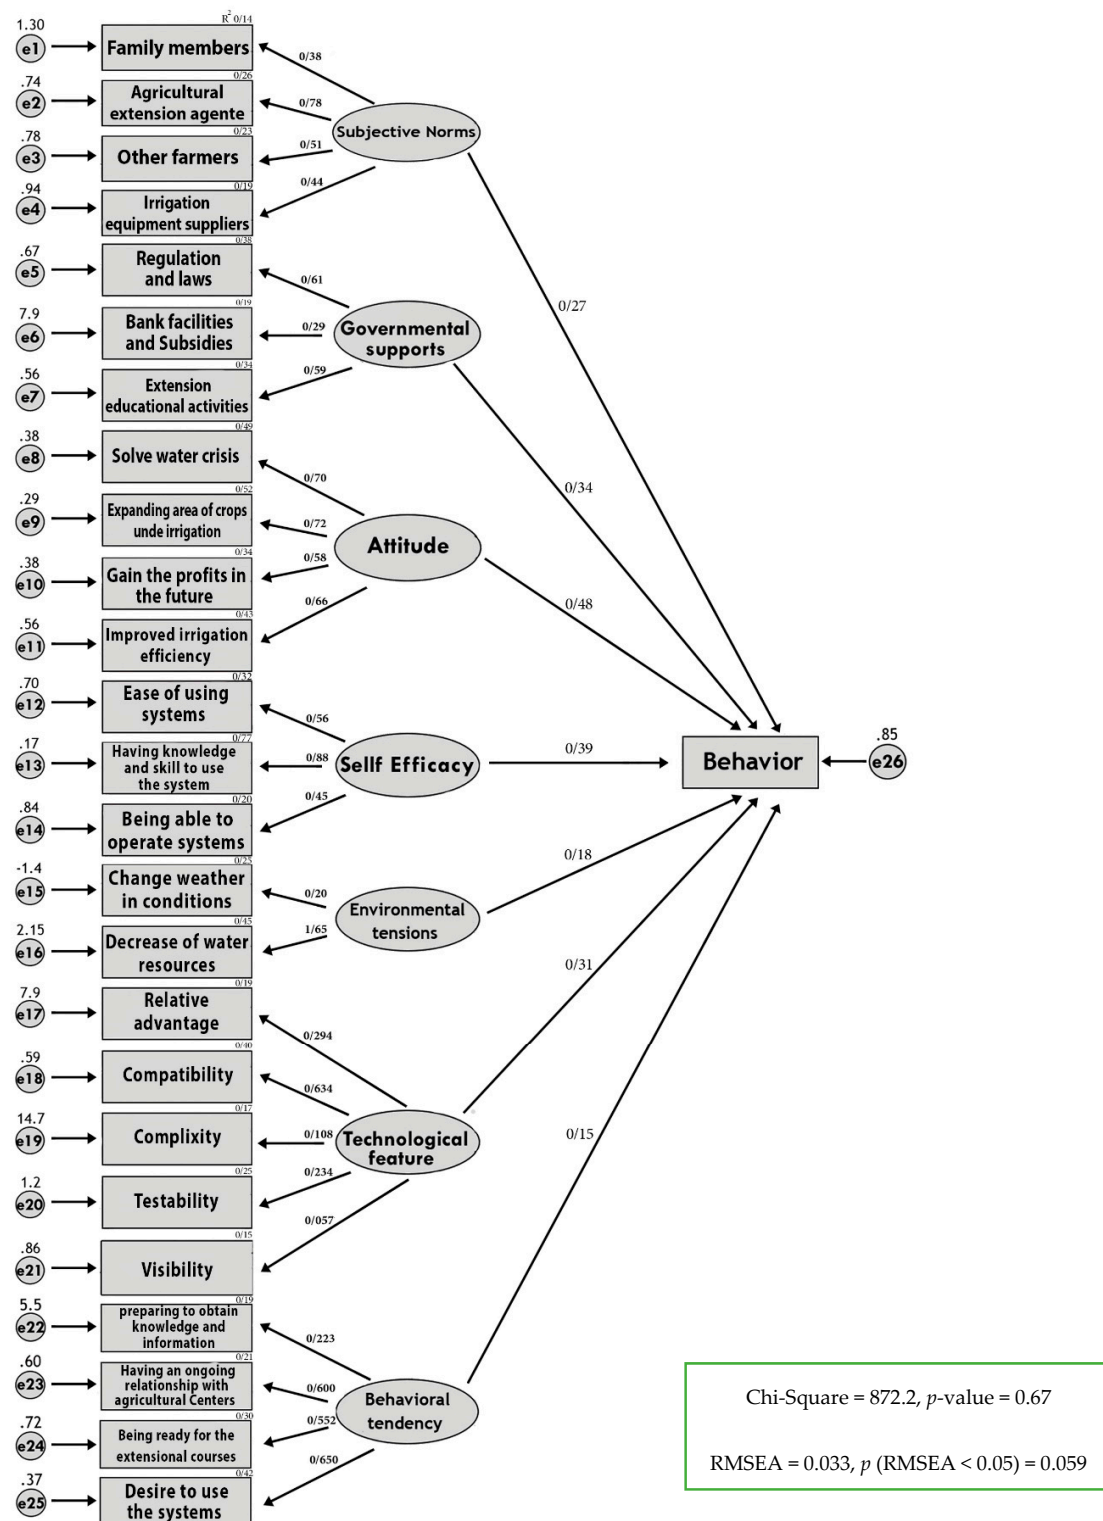 R² 0/14
1.30
e1
Family members
0/38
0/26
.74
e2
Agricultural
extension agente
0/78
Subjective Norms
0/23
.78
e3
Other farmers
0/51
0/19
.94
e4
Irrigation
equipment suppliers
0/44
0/38
.67
e5
Regulation
and laws
0/61
0/27
0/19
7.9
e6
Bank facilities
and Subsidies
0/29
Governmental
supports
0/34
.56
e7
Extension
educational activities
0/59
0/49
.38
e8
Solve water crisis
0/70
0/34
0/52
.29
e9
Expanding area of crops
unde irrigation
0/72
Attitude
0/34
.38
e10
Gain the profits in
the future
0/58
0/48
0/43
.56
e11
Improved irrigation
efficiency
0/66
0/32
.70
e12
Ease of using
systems
0/56
0/77
.17
e13
Having knowledge
and skill to use
the system
0/88
Sellf Efficacy
0/39
Behavior
.85
e26
0/20
.84
e14
Being able to
operate systems
0/45
0/25
-1.4
e15
Change weather
in conditions
0/20
Environmental
tensions
0/18
0/45
2.15
e16
Decrease of water
resources
1/65
0/19
7.9
e17
Relative
advantage
0/294
0/31
0/40
.59
e18
Compatibility
0/634
0/17
14.7
e19
Complixity
0/108
Technological
feature
0/15
0/25
1.2
e20
Testability
0/234
0/057
0/15
.86
e21
Visibility
0/19
5.5
e22
preparing to obtain
knowledge and
information
0/223
0/21
.60
e23
Having an ongoing
relationship with
agricultural Centers
0/600
Behavioral
tendency
0/30
.72
e24
Being ready for the
extensional courses
0/552
0/650
0/42
.37
e25
Desire to use
the systems
Chi-Square = 872.2, p-value = 0.67
RMSEA = 0.033, p (RMSEA < 0.05) = 0.059